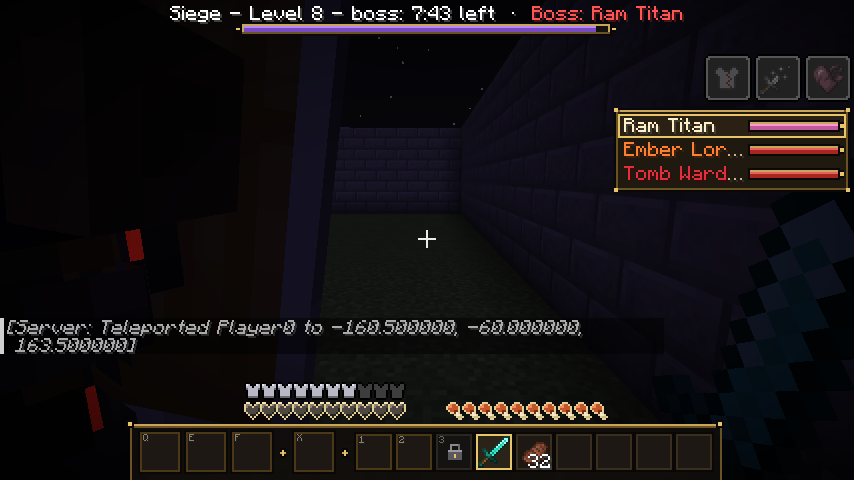 Siege – Level 8 – boss: 7:43 left · Boss: Ram Titan
Ram Titan
Ember Lor...
Tomb Ward...
[Server: Teleported Player0 to -160.500000, -60.000000,
163.500000]
Q E F X 1 2 3
32